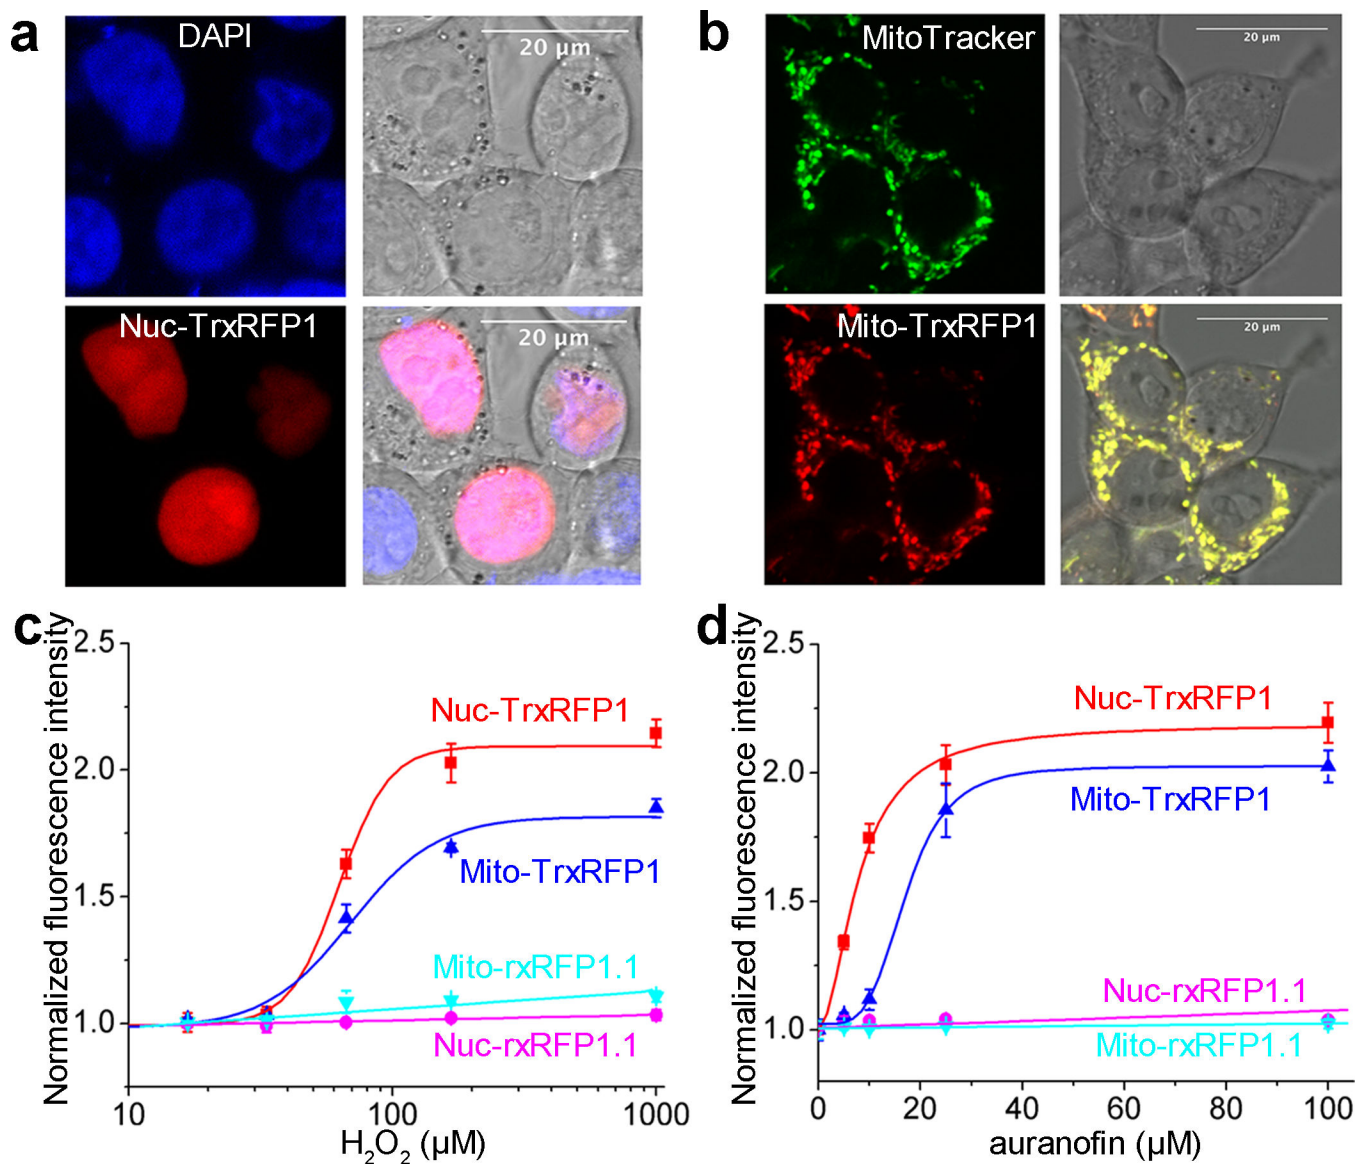 a
DAPI
20 µm
Nuc-TrxRFP1
20 µm
b
MitoTracker
20 µm
Mito-TrxRFP1
20 µm
c
Normalized fluorescence intensity
2.5
2.0
1.5
1.0
Nuc-TrxRFP1
Mito-TrxRFP1
Mito-rxRFP1.1
Nuc-rxRFP1.1
10
100
1000
H₂O₂ (µM)
d
Normalized fluorescence intensity
2.5
2.0
1.5
1.0
Nuc-TrxRFP1
Mito-TrxRFP1
Nuc-rxRFP1.1
Mito-rxRFP1.1
0
20
40
60
80
100
auranofin (µM)